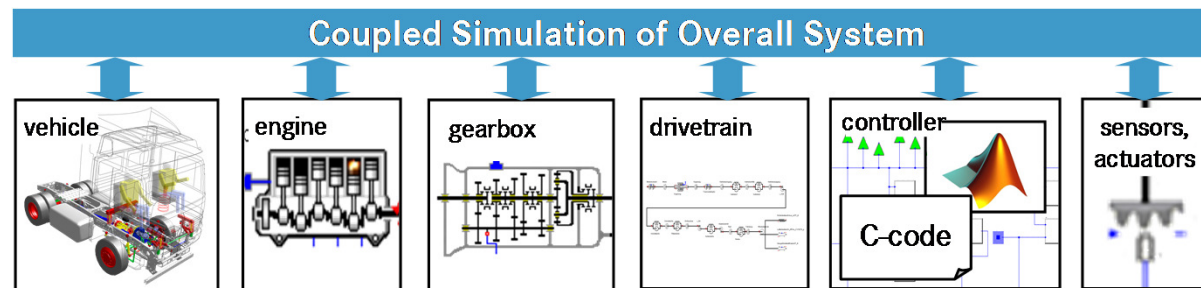 Coupled Simulation of Overall System
vehicle
engine
gearbox
drivetrain
controller
C-code
sensors,
actuators